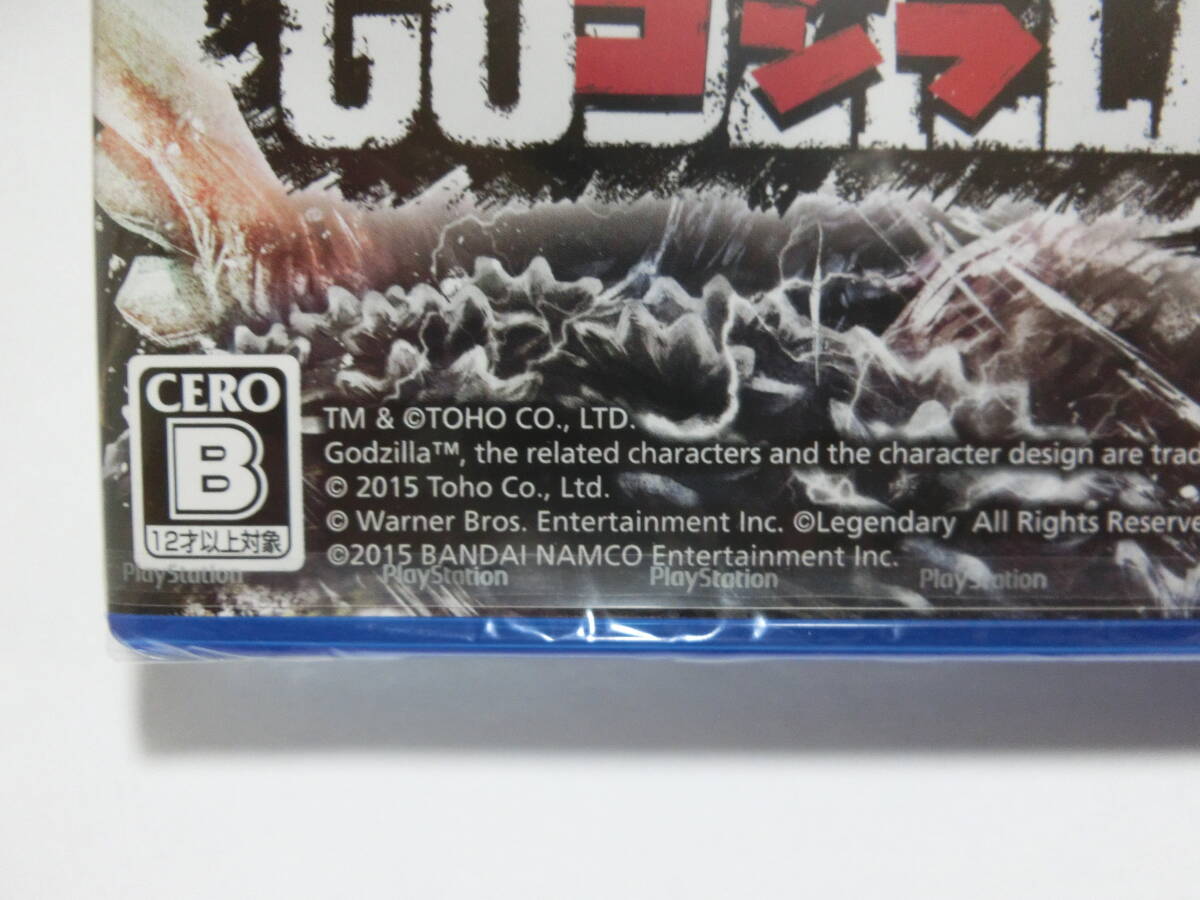 GODZILL
ゴジラ
CERO
B
12才以上対象
TM & ©TOHO CO., LTD.
Godzilla™, the related characters and the character design are trad
© 2015 Toho Co., Ltd.
© Warner Bros. Entertainment Inc. ©Legendary All Rights Reserve
©2015 BANDAI NAMCO Entertainment Inc.
PlayStation PlayStation PlayStation PlayStation